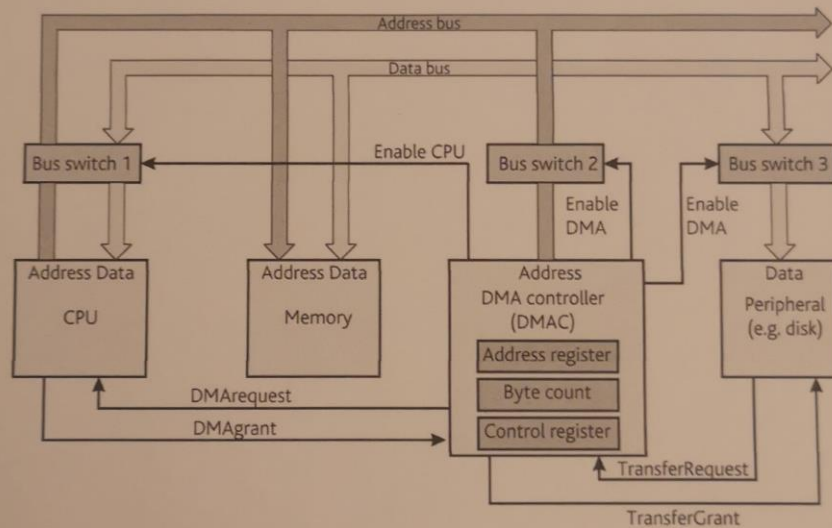 Address bus
Data bus
Bus switch 1
Enable CPU
Bus switch 2
Bus switch 3
Enable
DMA
Enable
DMA
Address Data
CPU
Address Data
Memory
Address
DMA controller
(DMAC)
Address register
Byte count
Control register
Data
Peripheral
(e.g. disk)
DMArequest
DMAgrant
TransferRequest
TransferGrant